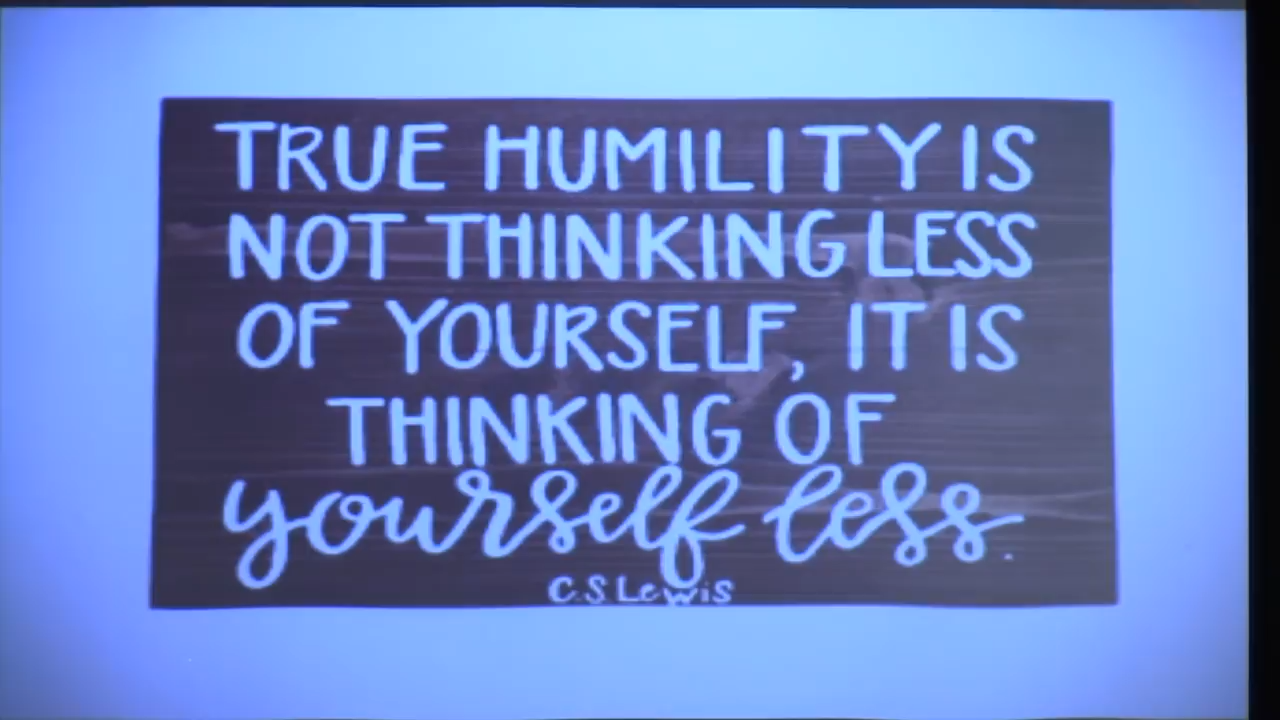 TRUE HUMILITY IS
NOT THINKING LESS
OF YOURSELF, IT IS
THINKING OF
yourself less.
C.S Lewis